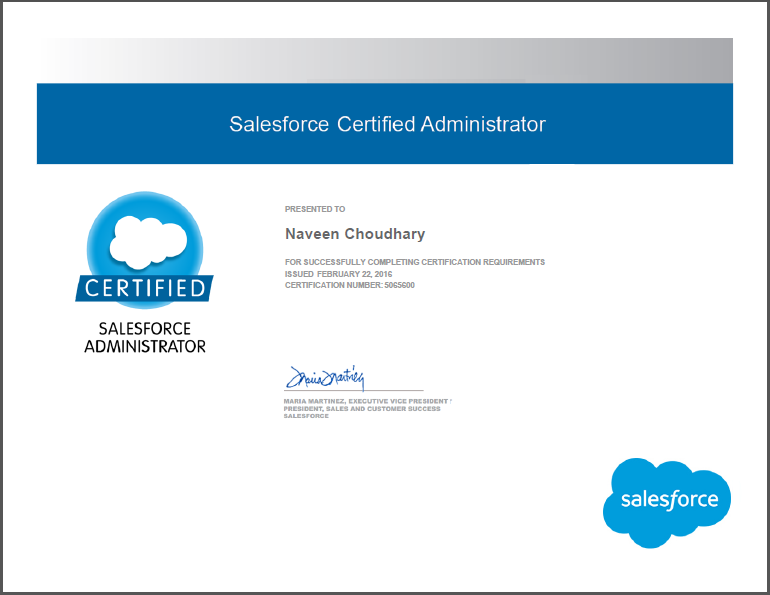 Salesforce Certified Administrator
PRESENTED TO
Naveen Choudhary
FOR SUCCESSFULLY COMPLETING CERTIFICATION REQUIREMENTS
ISSUED FEBRUARY 22, 2016
CERTIFICATION NUMBER: 5065600
CERTIFIED
SALESFORCE
ADMINISTRATOR
Maria Martinez
MARIA MARTINEZ, EXECUTIVE VICE PRESIDENT
PRESIDENT, SALES AND CUSTOMER SUCCESS
SALESFORCE
salesforce